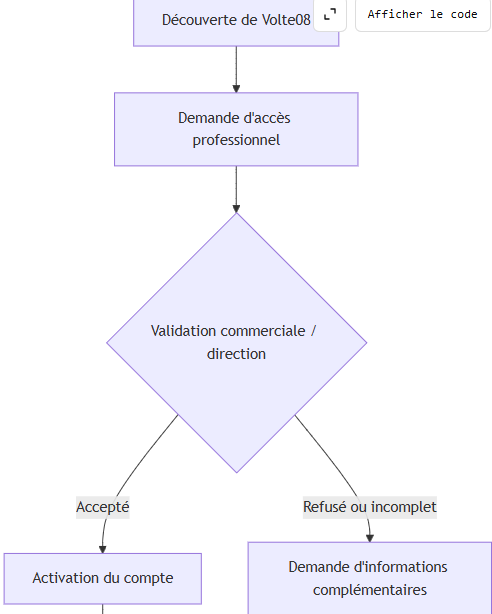 Découverte de Volte08
Afficher le code
Demande d'accès
professionnel
Validation commerciale /
direction
Accepté
Refusé ou incomplet
Activation du compte
Demande d'informations
complémentaires